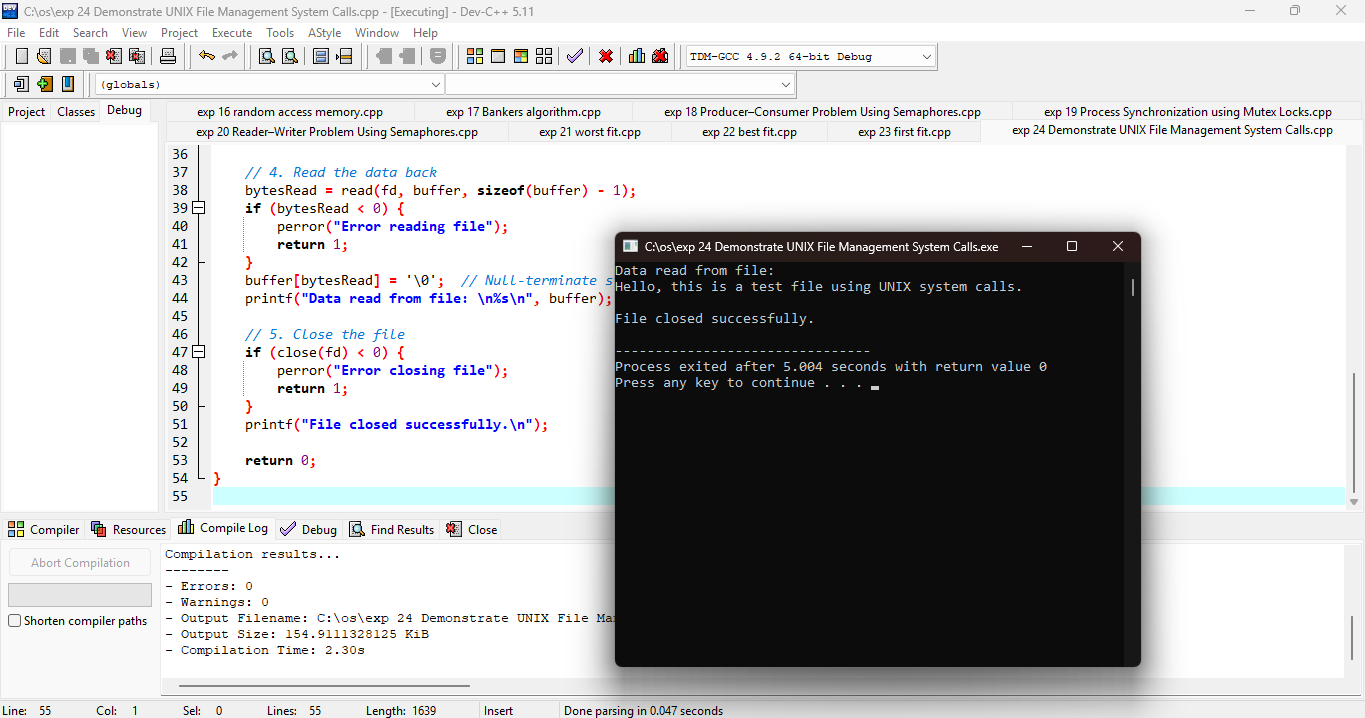 C:\os\exp 24 Demonstrate UNIX File Management System Calls.cpp - [Executing] - Dev-C++ 5.11
File Edit Search View Project Execute Tools AStyle Window Help
TDM-GCC 4.9.2 64-bit Debug
(globals)
Project Classes Debug
exp 16 random access memory.cpp exp 17 Bankers algorithm.cpp exp 18 Producer–Consumer Problem Using Semaphores.cpp exp 19 Process Synchronization using Mutex Locks.cpp
exp 20 Reader–Writer Problem Using Semaphores.cpp exp 21 worst fit.cpp exp 22 best fit.cpp exp 23 first fit.cpp exp 24 Demonstrate UNIX File Management System Calls.cpp
36
37 // 4. Read the data back
38 bytesRead = read(fd, buffer, sizeof(buffer) - 1);
39 if (bytesRead < 0) {
40 perror("Error reading file");
41 return 1;
42 }
43 buffer[bytesRead] = '\0'; // Null-terminate s
44 printf("Data read from file: \n%s\n", buffer);
45
46 // 5. Close the file
47 if (close(fd) < 0) {
48 perror("Error closing file");
49 return 1;
50 }
51 printf("File closed successfully.\n");
52
53 return 0;
54 }
55
C:\os\exp 24 Demonstrate UNIX File Management System Calls.exe
Data read from file:
Hello, this is a test file using UNIX system calls.
File closed successfully.
--------------------------------
Process exited after 5.004 seconds with return value 0
Press any key to continue . . .
Compiler Resources Compile Log Debug Find Results Close
Abort Compilation
Shorten compiler paths
Compilation results...
--------
- Errors: 0
- Warnings: 0
- Output Filename: C:\os\exp 24 Demonstrate UNIX File Ma
- Output Size: 154.9111328125 KiB
- Compilation Time: 2.30s
Line: 55 Col: 1 Sel: 0 Lines: 55 Length: 1639 Insert Done parsing in 0.047 seconds